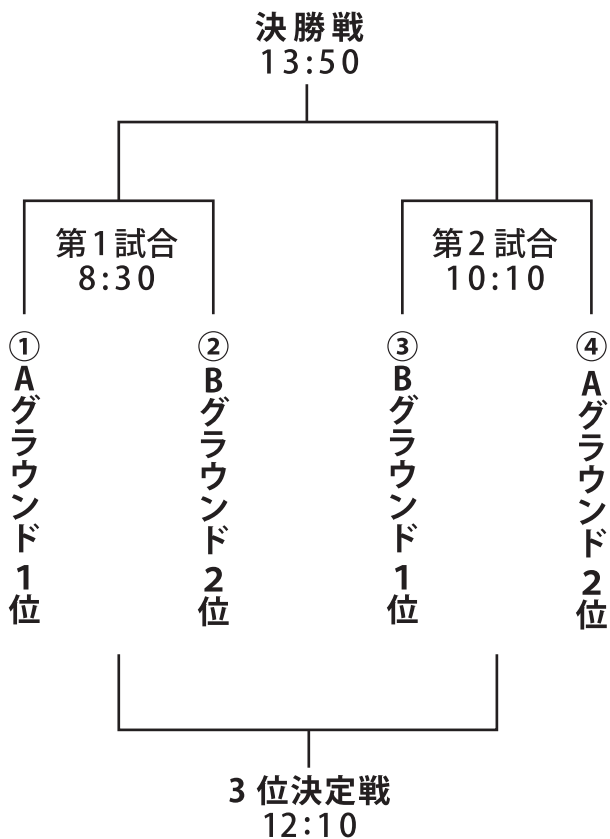 決勝戦
13:50
第1試合
8:30
第2試合
10:10
①Aグラウンド1位
②Bグラウンド2位
③Bグラウンド1位
④Aグラウンド2位
3位決定戦
12:10